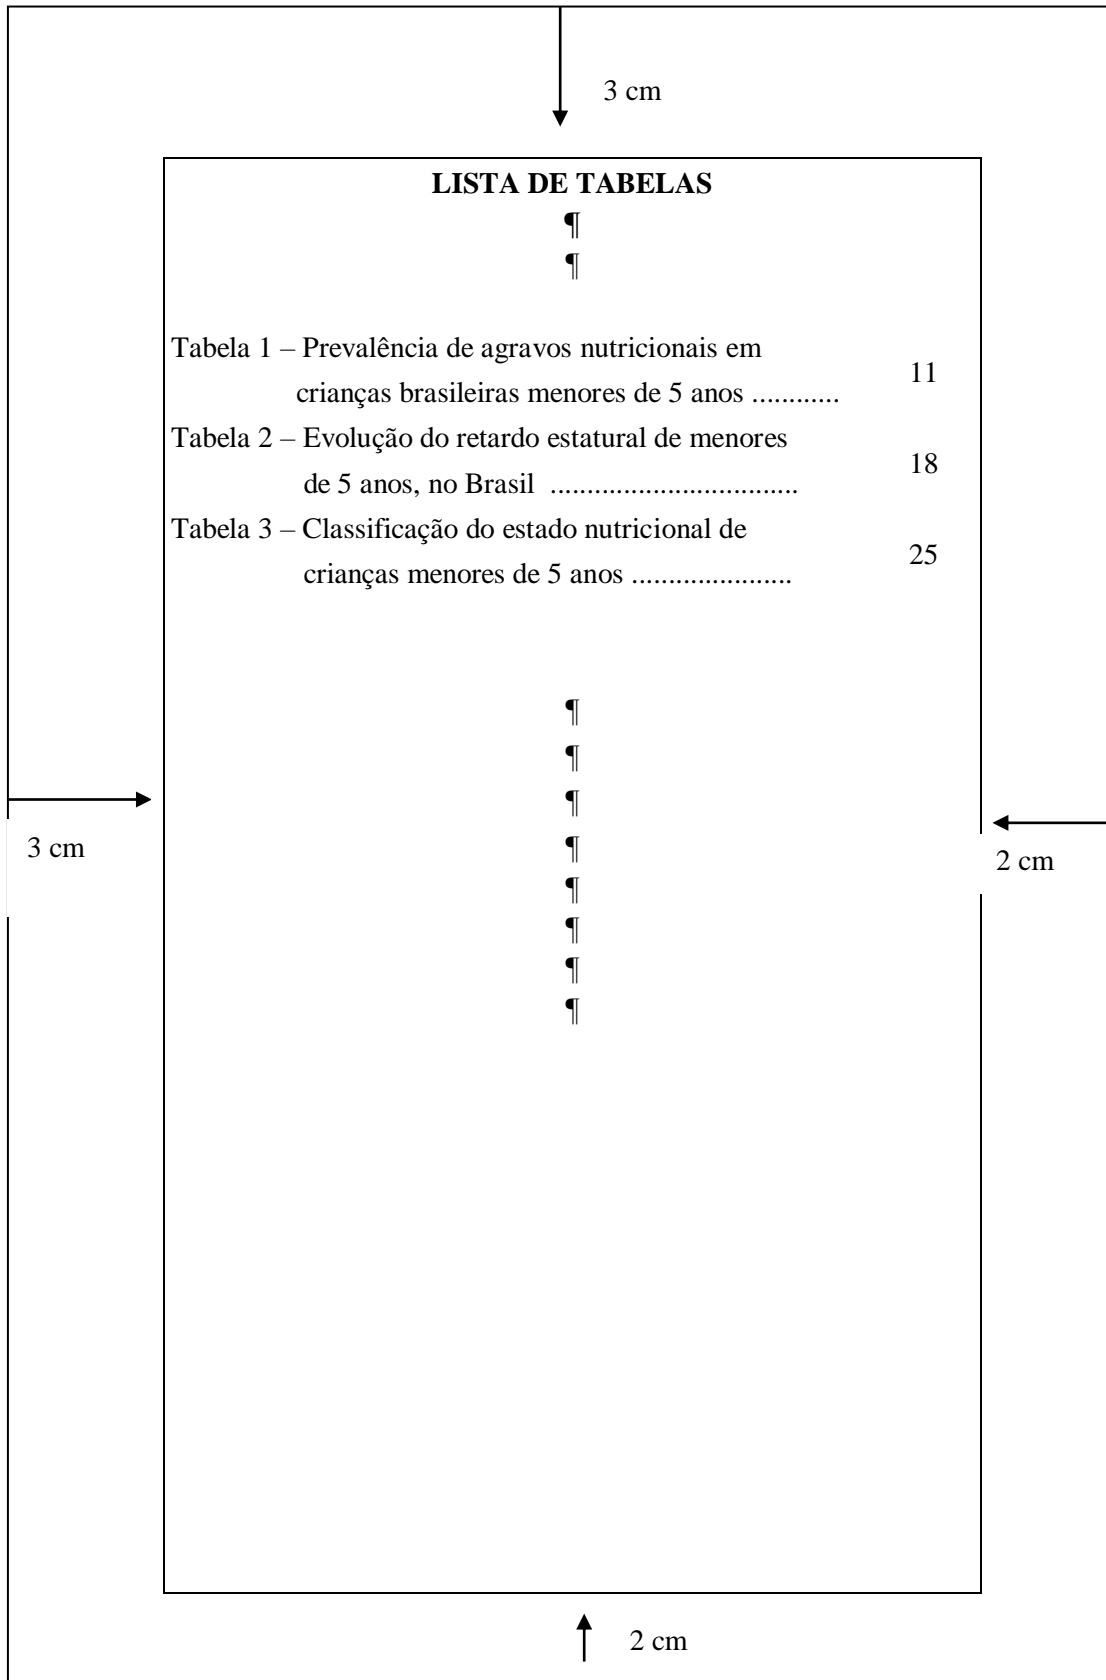 3 cm
LISTA DE TABELAS
¶
¶
Tabela 1 – Prevalência de agravos nutricionais em
crianças brasileiras menores de 5 anos ............ 11
Tabela 2 – Evolução do retardo estatural de menores
de 5 anos, no Brasil .................................. 18
Tabela 3 – Classificação do estado nutricional de
crianças menores de 5 anos ...................... 25
¶
¶
¶
¶
¶
¶
¶
¶
3 cm
2 cm
2 cm